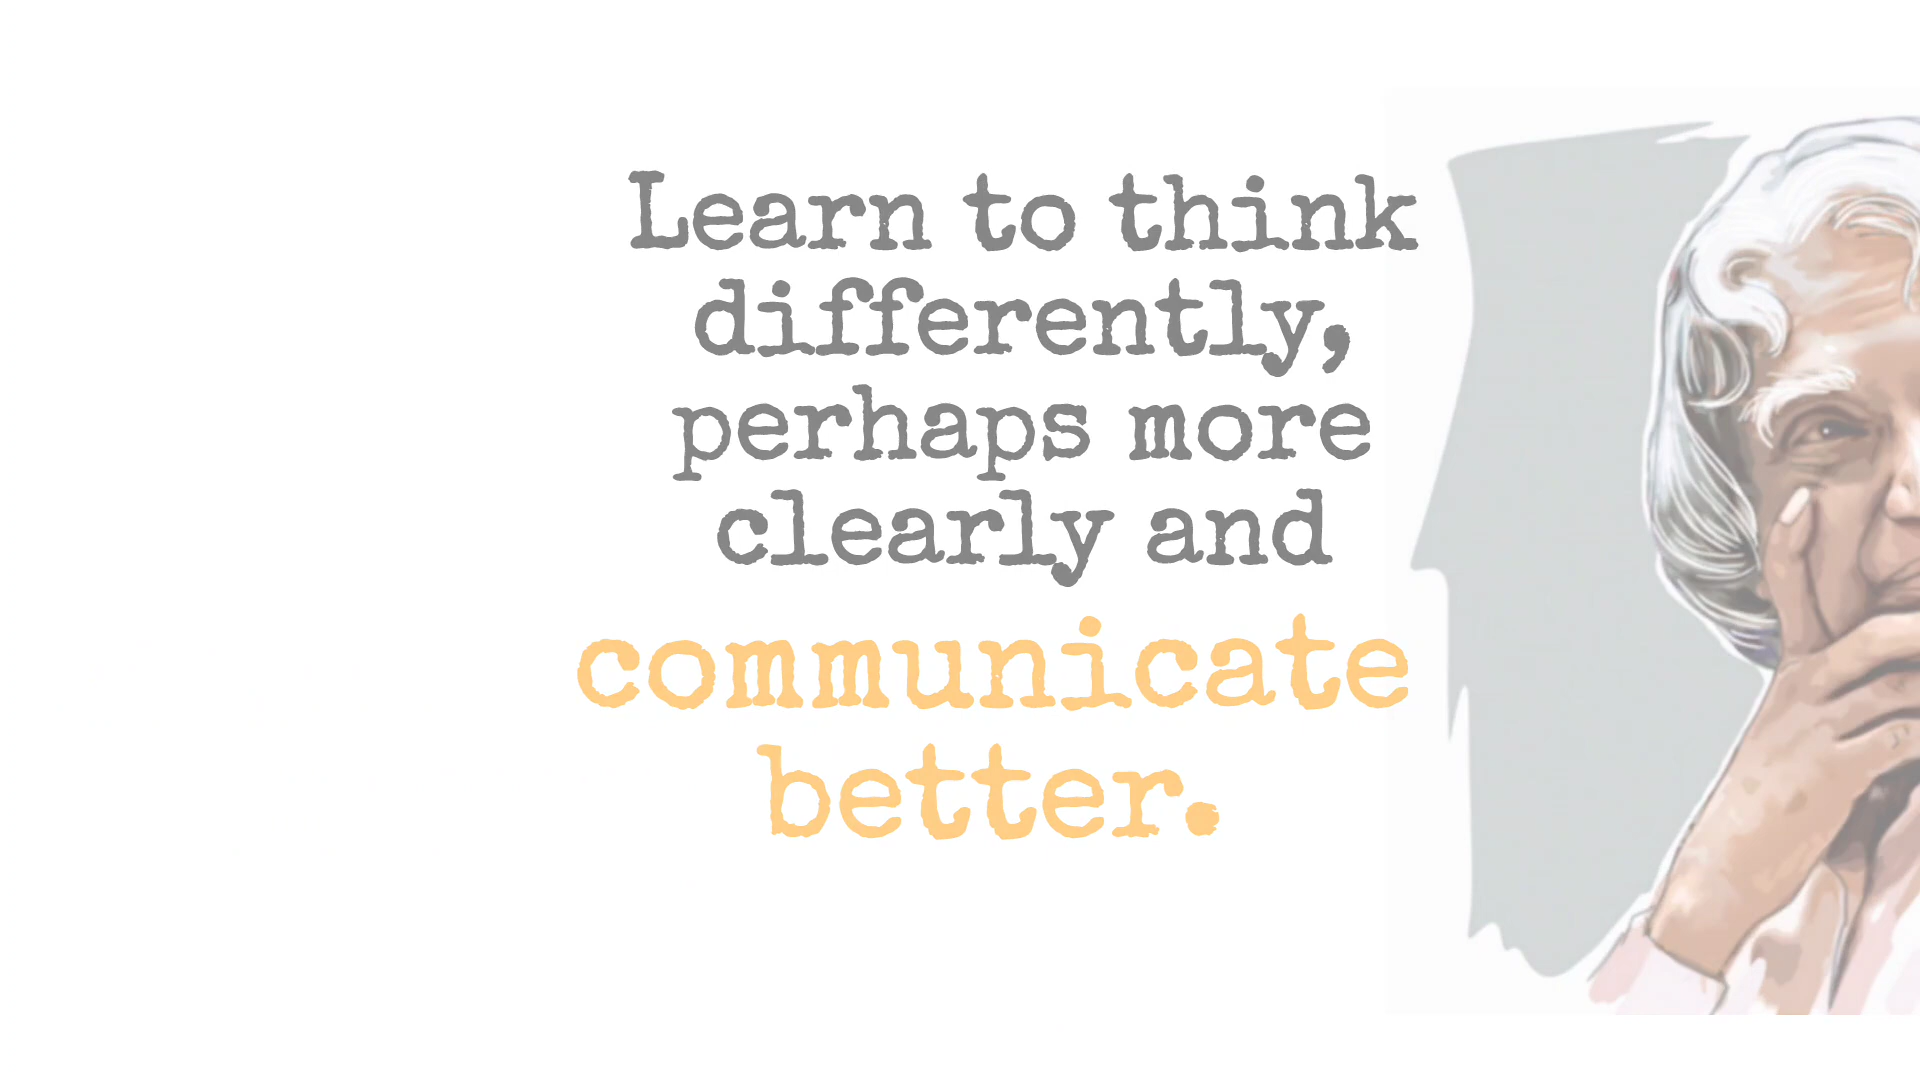 Learn to think
differently,
perhaps more
clearly and
communicate
better.